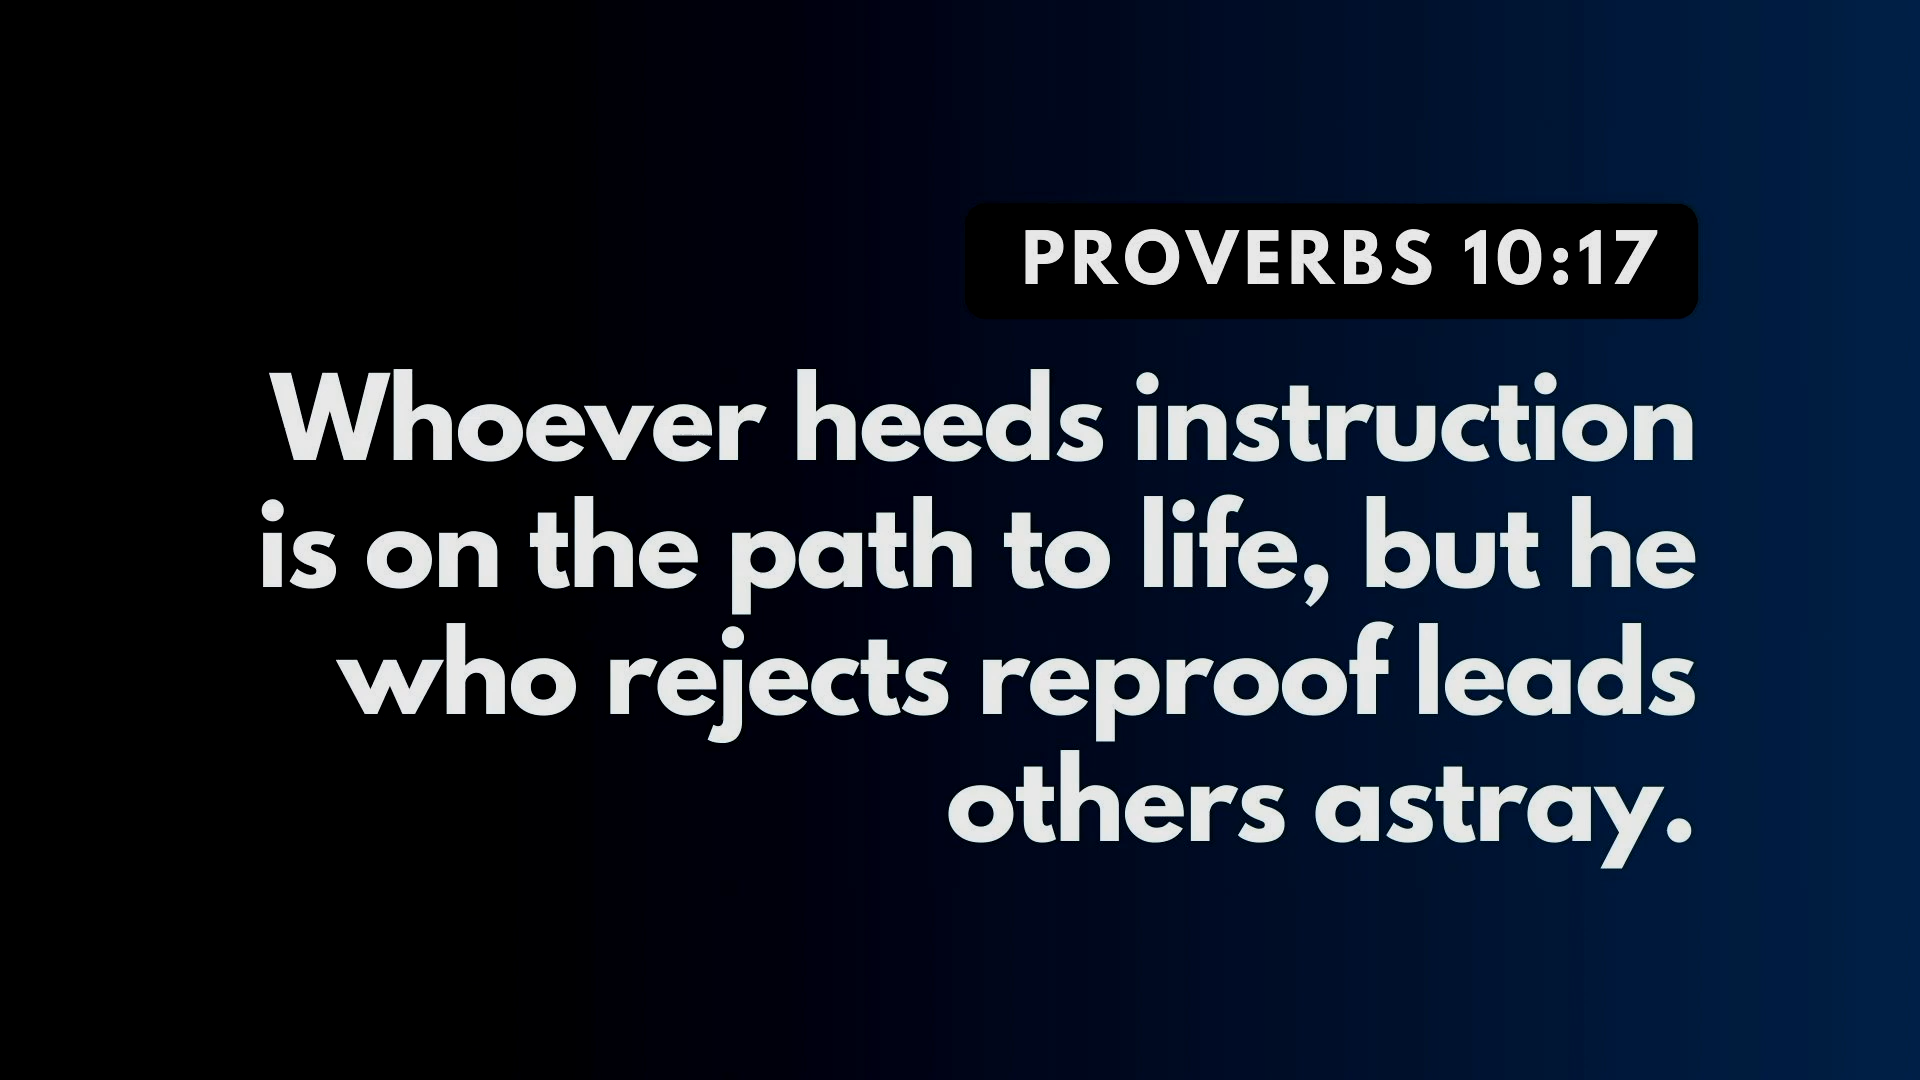 PROVERBS 10:17
Whoever heeds instruction
is on the path to life, but he
who rejects reproof leads
others astray.